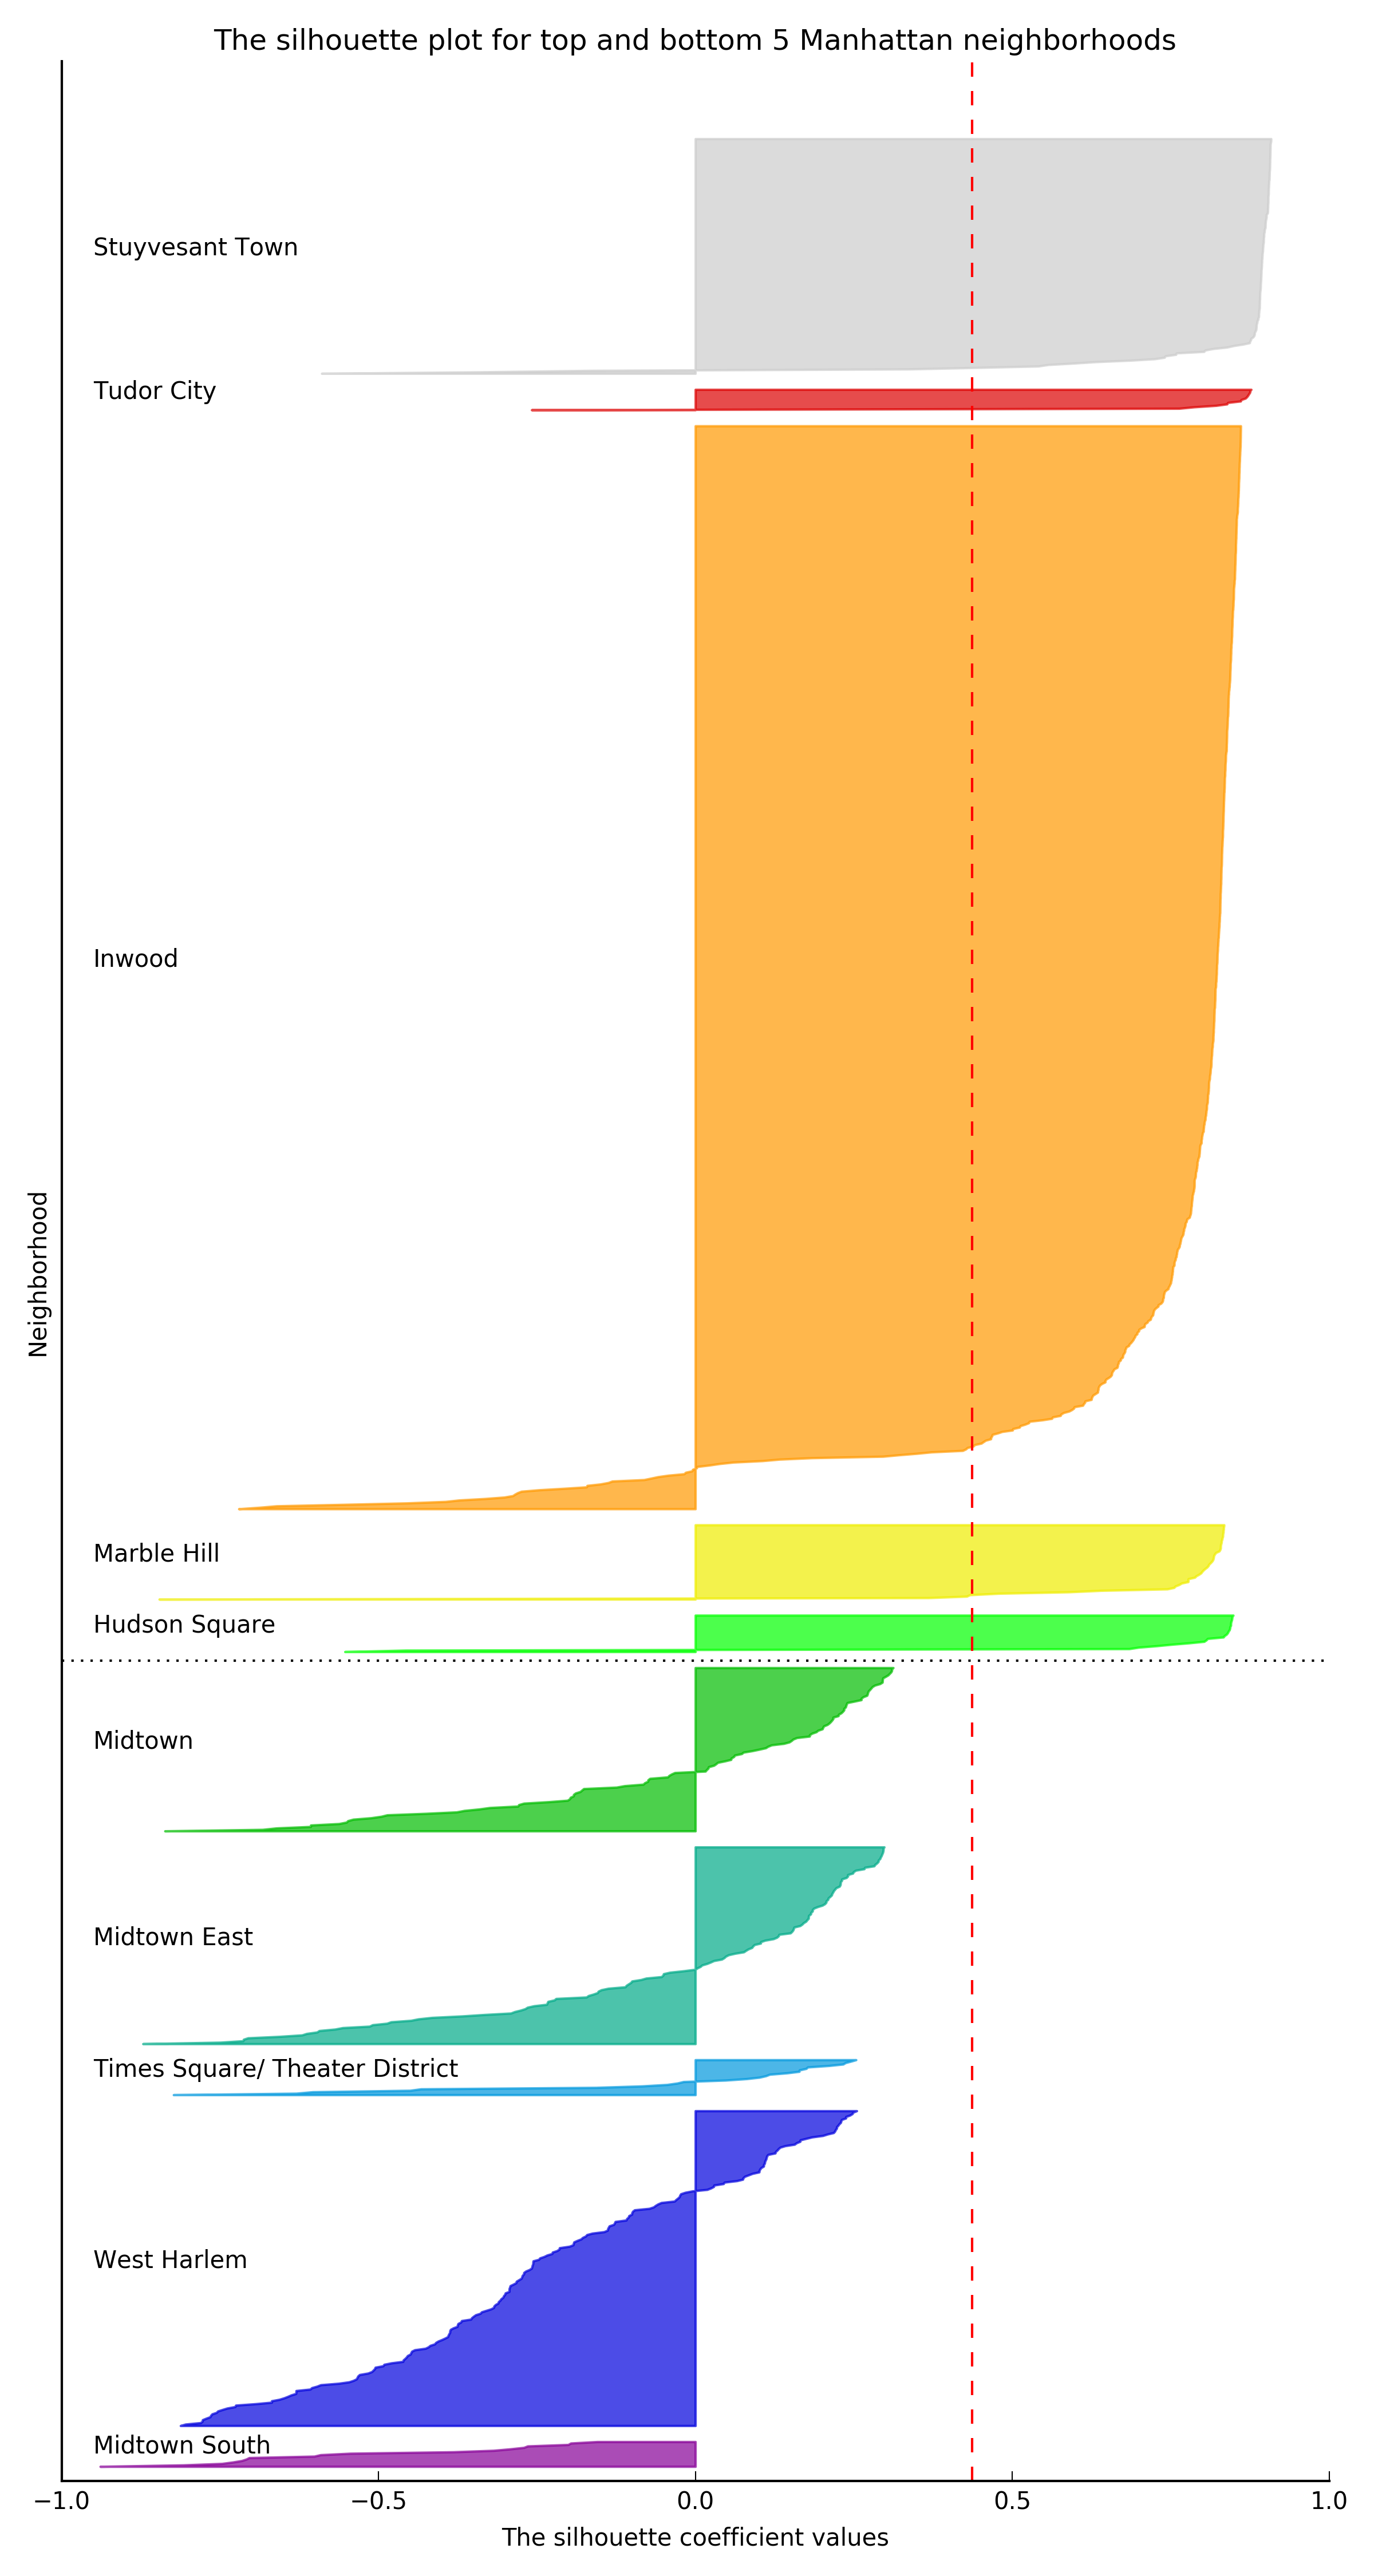 The silhouette plot for top and bottom 5 Manhattan neighborhoods
Stuyvesant Town
Tudor City
Inwood
Neighborhood
Marble Hill
Hudson Square
Midtown
Midtown East
Times Square/ Theater District
West Harlem
Midtown South
−1.0 −0.5 0.0 0.5 1.0
The silhouette coefficient values